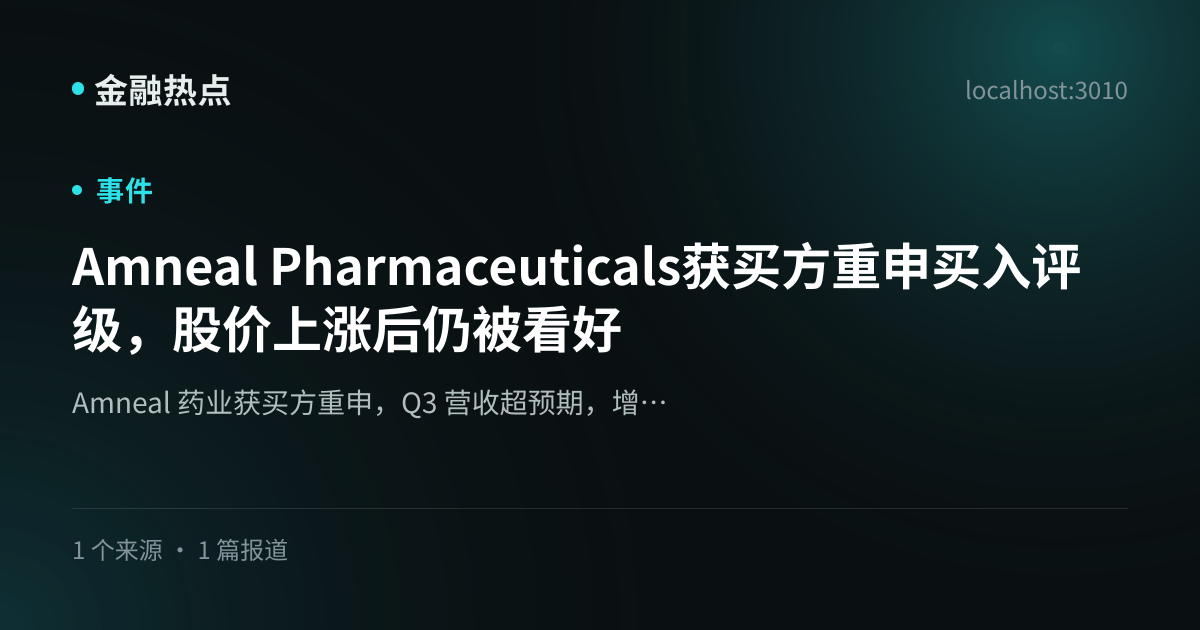 金融热点
localhost:3010
事件
Amneal Pharmaceuticals获买方重申买入评
级，股价上涨后仍被看好
Amneal 药业获买方重申，Q3 营收超预期，增…
1 个来源 · 1 篇报道